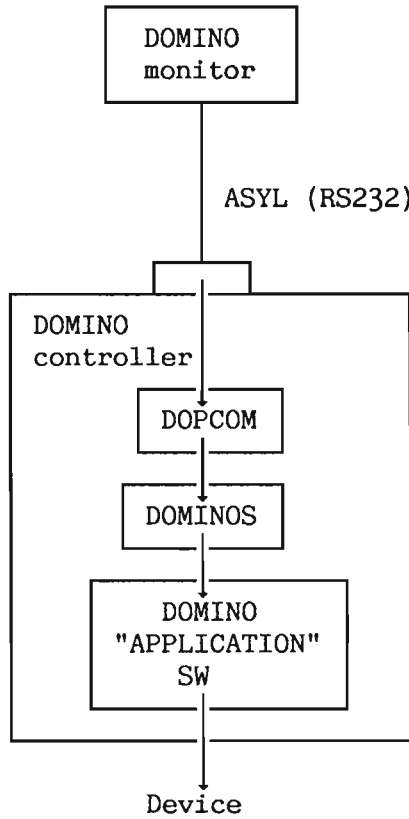 DOMINO
monitor
ASYL (RS232)
DOMINO
controller
DOPCOM
DOMINOS
DOMINO
"APPLICATION"
SW
Device